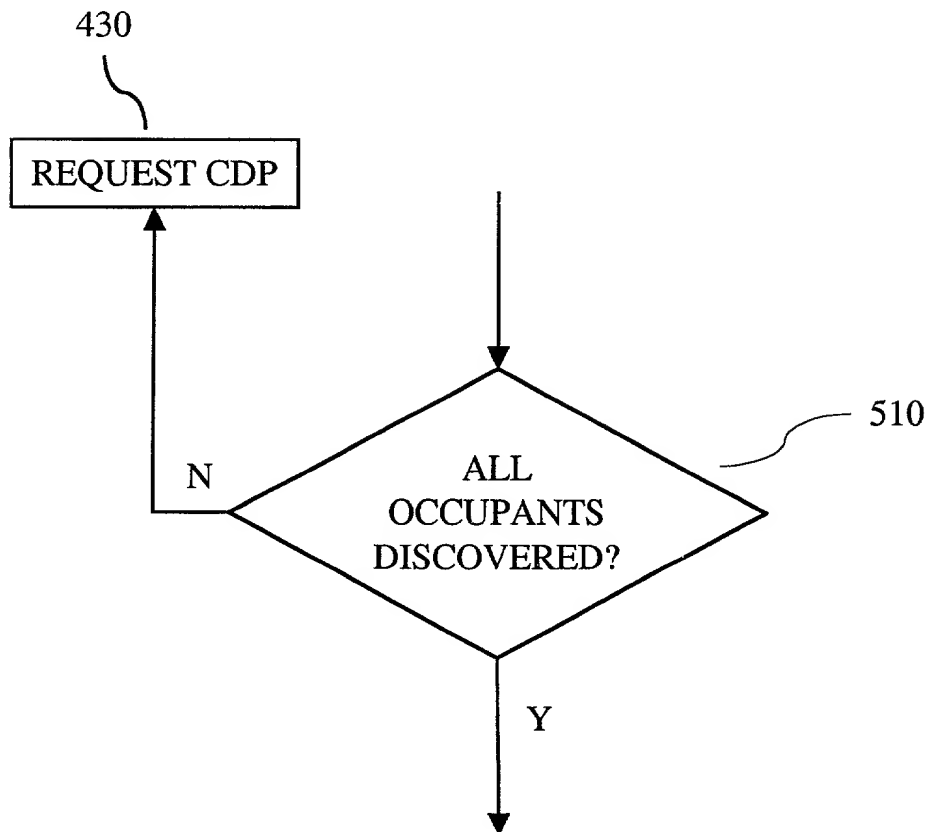 430
REQUEST CDP
510
N
ALL
OCCUPANTS
DISCOVERED?
Y